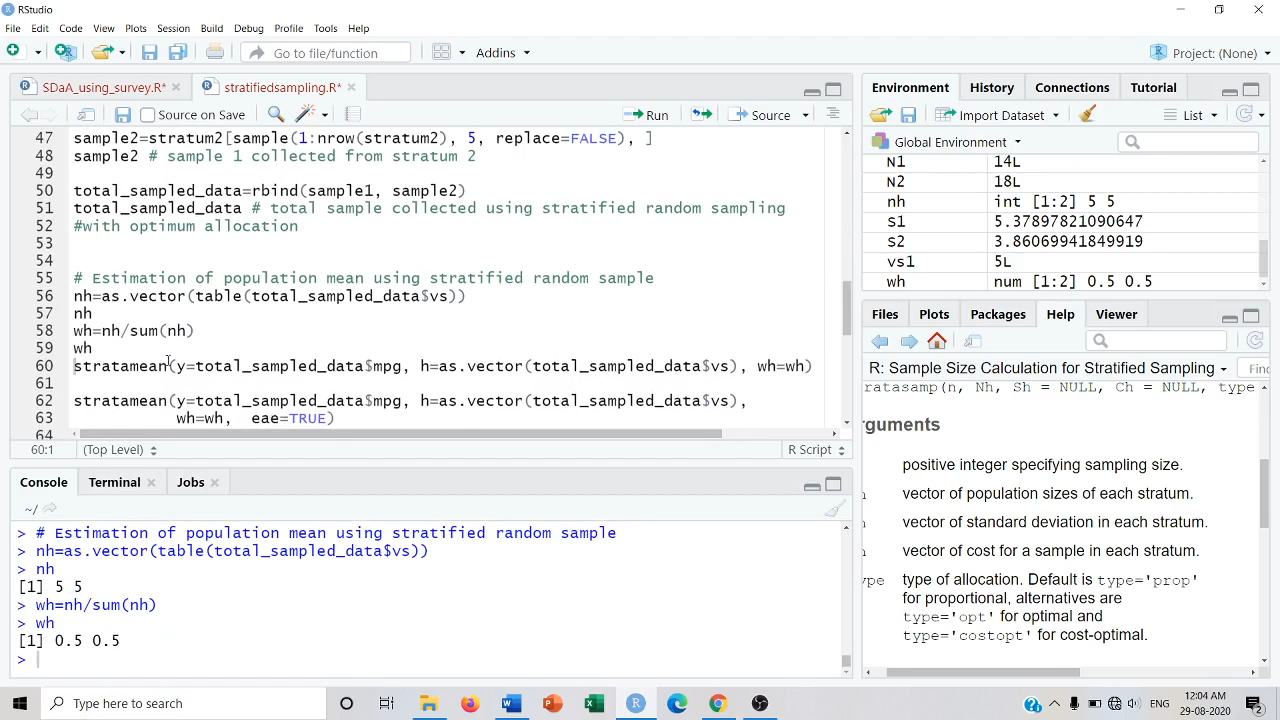 RStudio
File Edit Code View Plots Session Build Debug Profile Tools Help
Go to file/function
Addins
Project: (None)
SDaA_using_survey.R*
stratifiedsampling.R*
Source on Save
Run
Source
47 sample2=stratum2[sample(1:nrow(stratum2), 5, replace=FALSE), ]
48 sample2 # sample 1 collected from stratum 2
49
50 total_sampled_data=rbind(sample1, sample2)
51 total_sampled_data # total sample collected using stratified random sampling
52 #with optimum allocation
53
54
55 # Estimation of population mean using stratified random sample
56 nh=as.vector(table(total_sampled_data$vs))
57 nh
58 wh=nh/sum(nh)
59 wh
60 stratamean(y=total_sampled_data$mpg, h=as.vector(total_sampled_data$vs), wh=wh)
61
62 stratamean(y=total_sampled_data$mpg, h=as.vector(total_sampled_data$vs),
63 wh=wh, eae=TRUE)
64
60:1
(Top Level)
R Script
Console Terminal Jobs
~/
> # Estimation of population mean using stratified random sample
> nh=as.vector(table(total_sampled_data$vs))
> nh
[1] 5 5
> wh=nh/sum(nh)
> wh
[1] 0.5 0.5
>
Environment History Connections Tutorial
Import Dataset
List
Global Environment
N1 14L
N2 18L
nh int [1:2] 5 5
S1 5.37897821090647
S2 3.86069941849919
vs1 5L
wh num [1:2] 0.5 0.5
Files Plots Packages Help Viewer
R: Sample Size Calculation for Stratified Sampling
Find
ratasamp(n, Nh, Sh = NULL, Ch = NULL, type
rguments
positive integer specifying sampling size.
vector of population sizes of each stratum.
vector of standard deviation in each stratum.
vector of cost for a sample in each stratum.
ype type of allocation. Default is type='prop'
for proportional, alternatives are
type='opt' for optimal and
type='costopt' for cost-optimal.
Type here to search
ENG
12:04 AM
29-08-2020
2